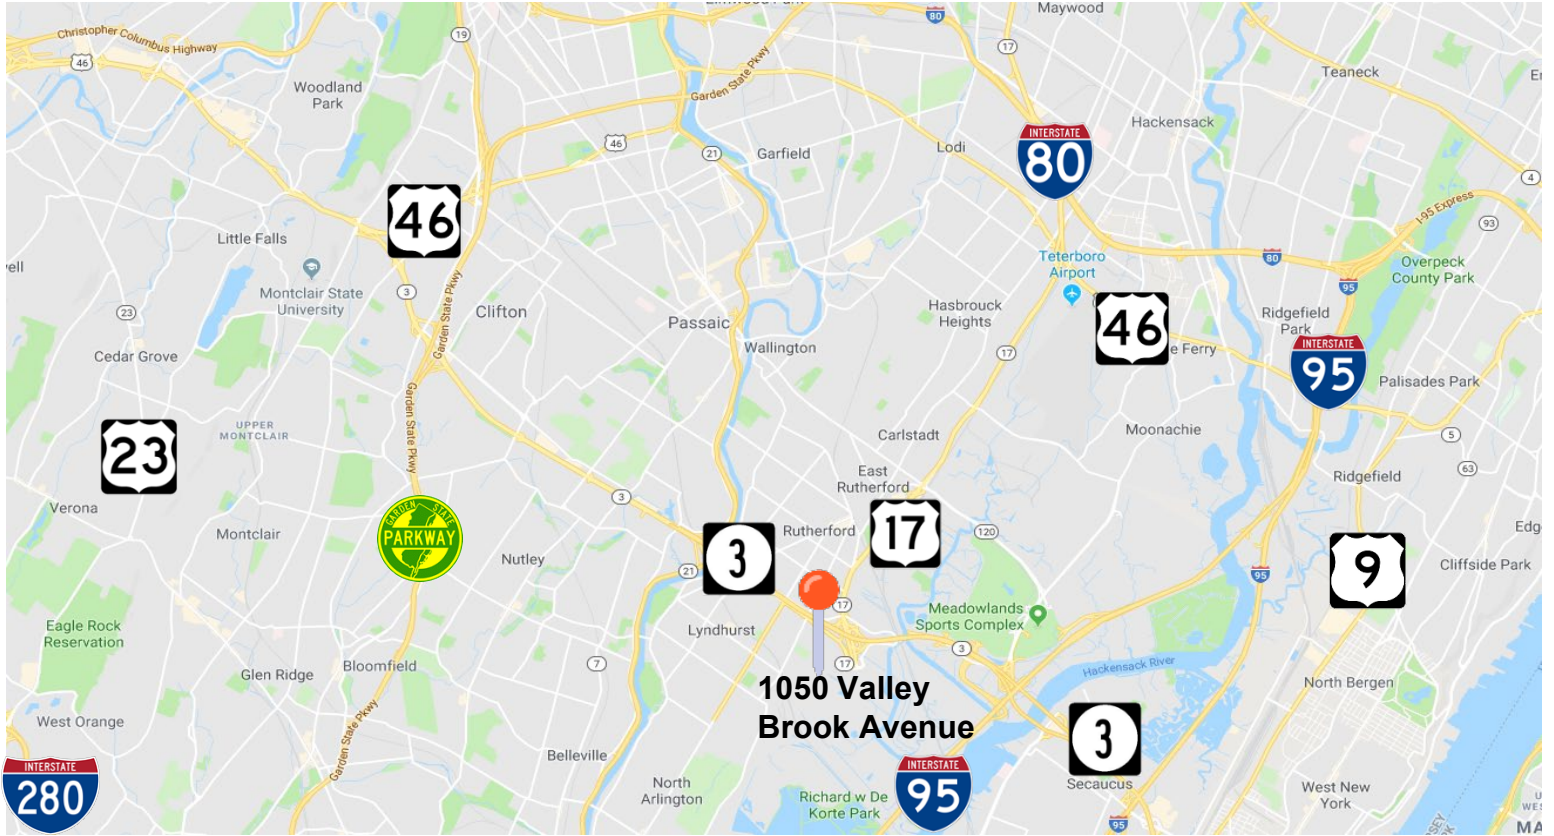 Maywood
80
17
19
Christopher Columbus Highway
46
Teaneck
Garden State Pkwy
Woodland
Park
Hackensack
INTERSTATE
80
46
21
Garfield
Lodi
4
I-95 Express
93
46
Little Falls
Teterboro
Airport
80
Overpeck
County Park
95
Montclair State
University
3
Garden State Pkwy
Clifton
Passaic
Hasbrouck
Heights
46
Ridgefield
Park
23
Wallington
e Ferry
INTERSTATE
95
Cedar Grove
17
Palisades Park
Garden State Pkwy
UPPER
MONTCLAIR
Carlstadt
Moonachie
5
23
East
Rutherford
63
Ridgefield
3
Verona
GARDEN STATE
PARKWAY
Montclair
Nutley
3
Rutherford
17
120
9
Cliffside Park
21
95
17
Meadowlands
Sports Complex
Eagle Rock
Reservation
Lyndhurst
3
Glen Ridge
Bloomfield
7
17
Hackensack River
North Bergen
1050 Valley
Brook Avenue
West Orange
Garden State Pkwy
3
Belleville
INTERSTATE
280
North
Arlington
Richard w De
Korte Park
INTERSTATE
95
Secaucus
West New
York
95